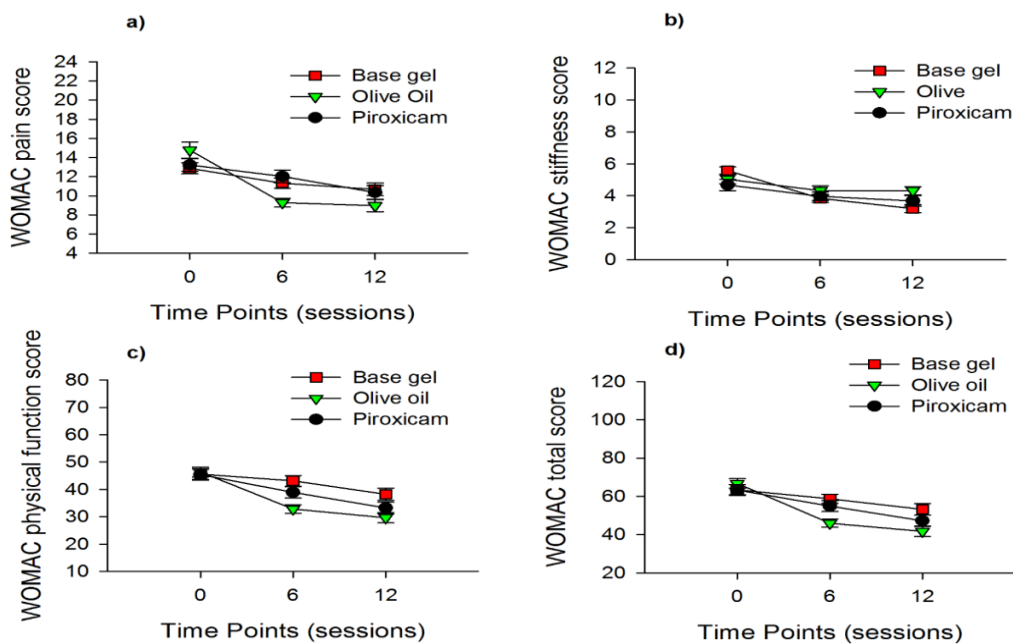 a)
WOMAC pain score
24
22
20
18
16
14
12
10
8
6
4
Base gel
Olive Oil
Piroxicam
0 6 12
Time Points (sessions)
b)
WOMAC stiffness score
12
10
8
6
4
2
0
Base gel
Olive
Piroxicam
0 6 12
Time Points (sessions)
c)
WOMAC physical function score
80
70
60
50
40
30
20
10
Base gel
Olive oil
Piroxicam
0 6 12
Time Points (sessions)
d)
WOMAC total score
120
100
80
60
40
20
Base gel
Olive oil
Piroxicam
0 6 12
Time Points (sessions)